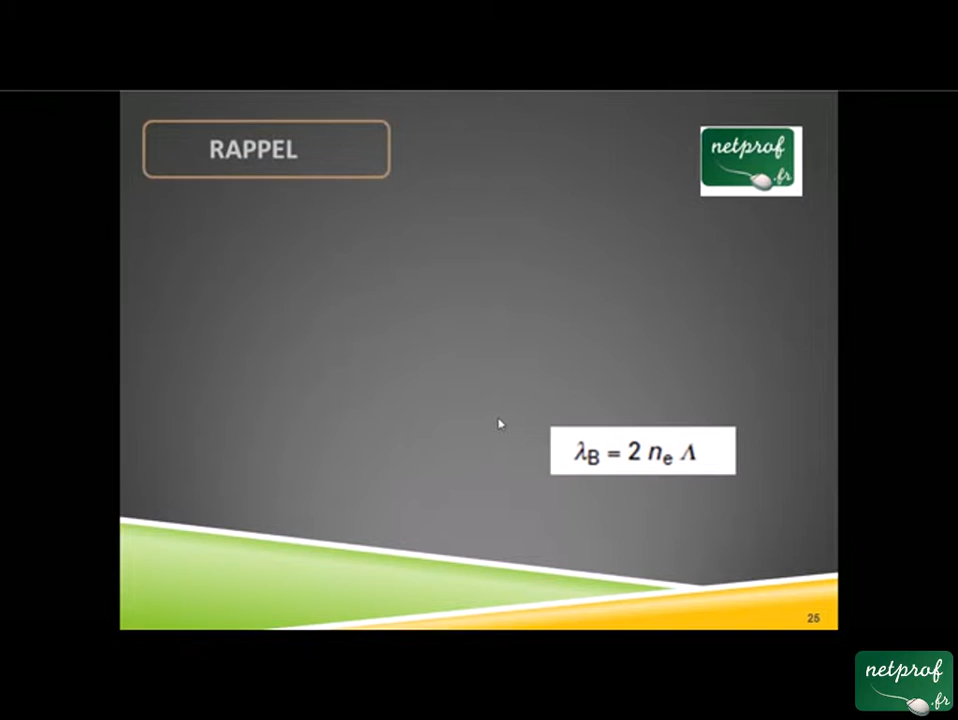 RAPPEL
netprof
.fr
λB = 2 ne Λ
25
netprof
.fr